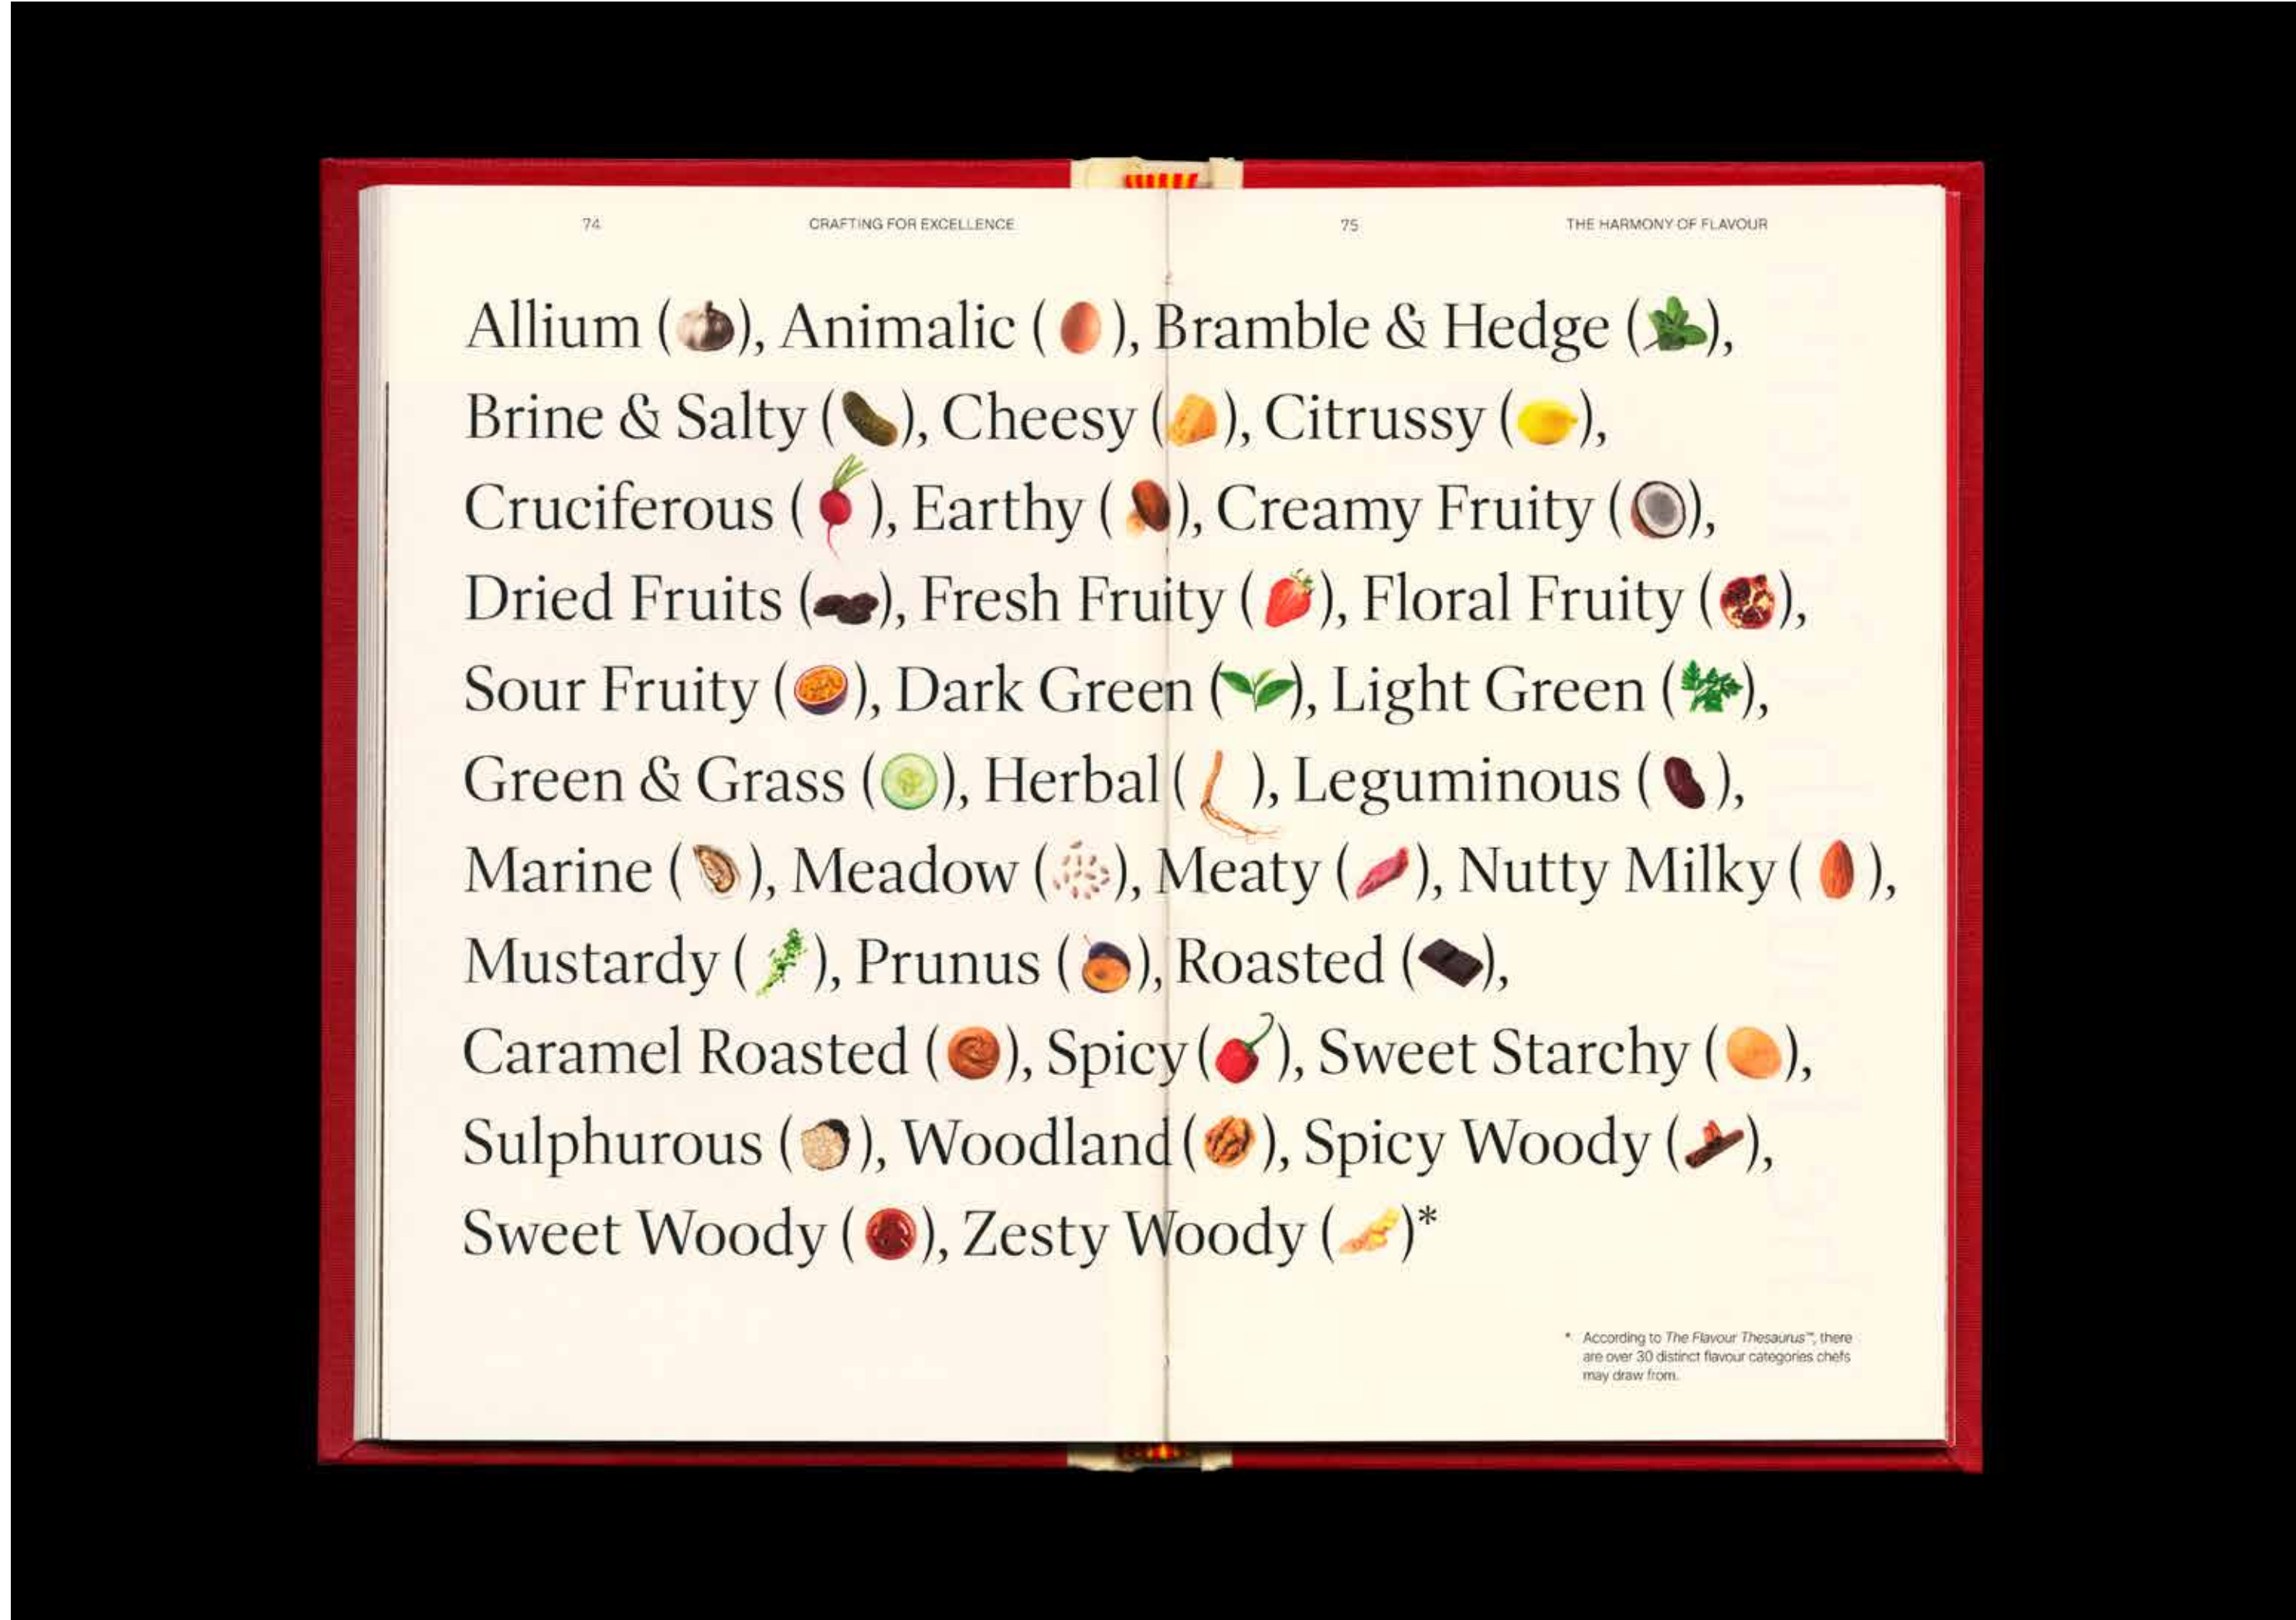 74
CRAFTING FOR EXCELLENCE
75
THE HARMONY OF FLAVOUR
Allium ( ), Animalic ( ), Bramble & Hedge ( ),
Brine & Salty ( ), Cheesy ( ), Citrussy ( ),
Cruciferous ( ), Earthy ( ), Creamy Fruity ( ),
Dried Fruits ( ), Fresh Fruity ( ), Floral Fruity ( ),
Sour Fruity ( ), Dark Green ( ), Light Green ( ),
Green & Grass ( ), Herbal ( ), Leguminous ( ),
Marine ( ), Meadow ( ), Meaty ( ), Nutty Milky ( ),
Mustardy ( ), Prunus ( ), Roasted ( ),
Caramel Roasted ( ), Spicy ( ), Sweet Starchy ( ),
Sulphurous ( ), Woodland ( ), Spicy Woody ( ),
Sweet Woody ( ), Zesty Woody ( )*
* According to The Flavour Thesaurus™, there
are over 30 distinct flavour categories chefs
may draw from.